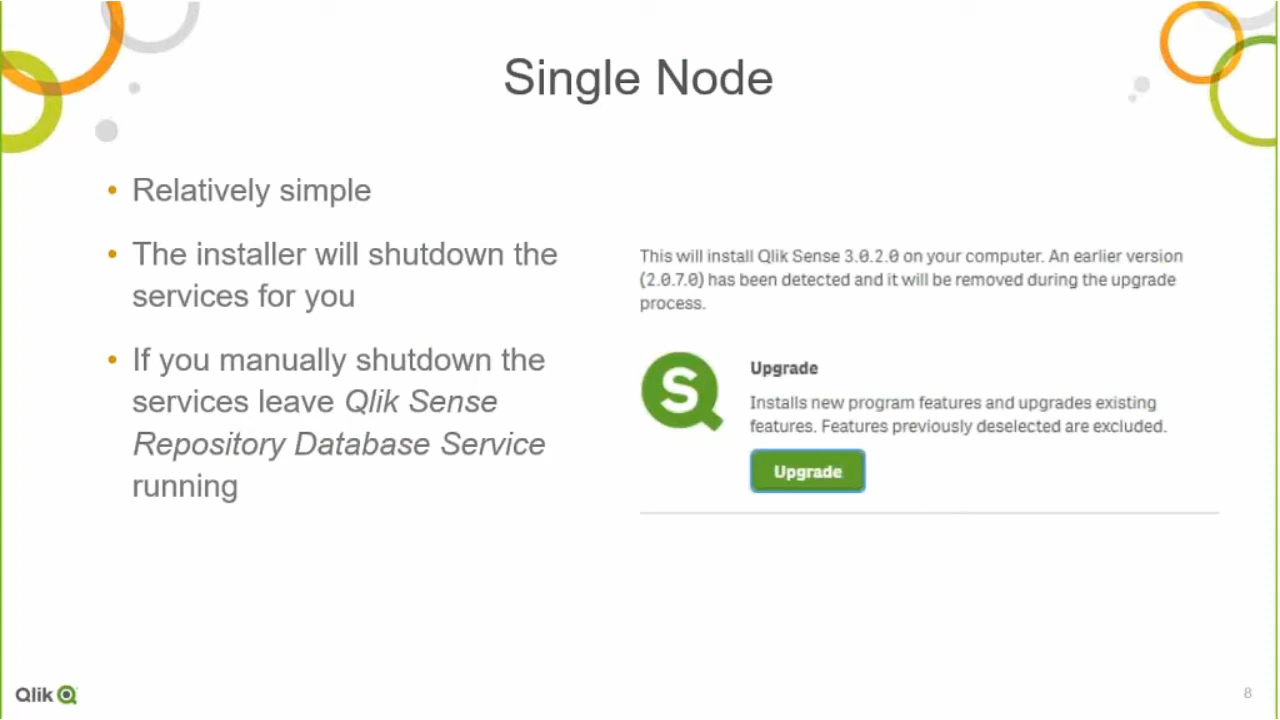 Single Node
• Relatively simple
• The installer will shutdown the
services for you
• If you manually shutdown the
services leave Qlik Sense
Repository Database Service
running
This will install Qlik Sense 3.0.2.0 on your computer. An earlier version
(2.0.7.0) has been detected and it will be removed during the upgrade
process.
S
Upgrade
Installs new program features and upgrades existing
features. Features previously deselected are excluded.
Upgrade
Qlik
8